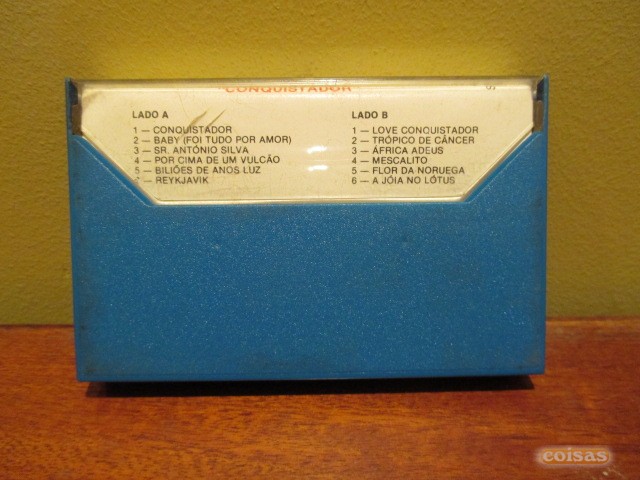 "CONQUISTADOR"
LADO A
1 — CONQUISTADOR
2 — BABY (FOI TUDO POR AMOR)
3 — SR. ANTÓNIO SILVA
4 — POR CIMA DE UM VULCÃO
5 — BILIÕES DE ANOS LUZ
— REYKJAVIK
LADO B
1 — LOVE CONQUISTADOR
2 — TRÓPICO DE CÂNCER
3 — ÁFRICA ADEUS
4 — MESCALITO
5 — FLOR DA NORUEGA
6 — A JÓIA NO LÓTUS
coisas